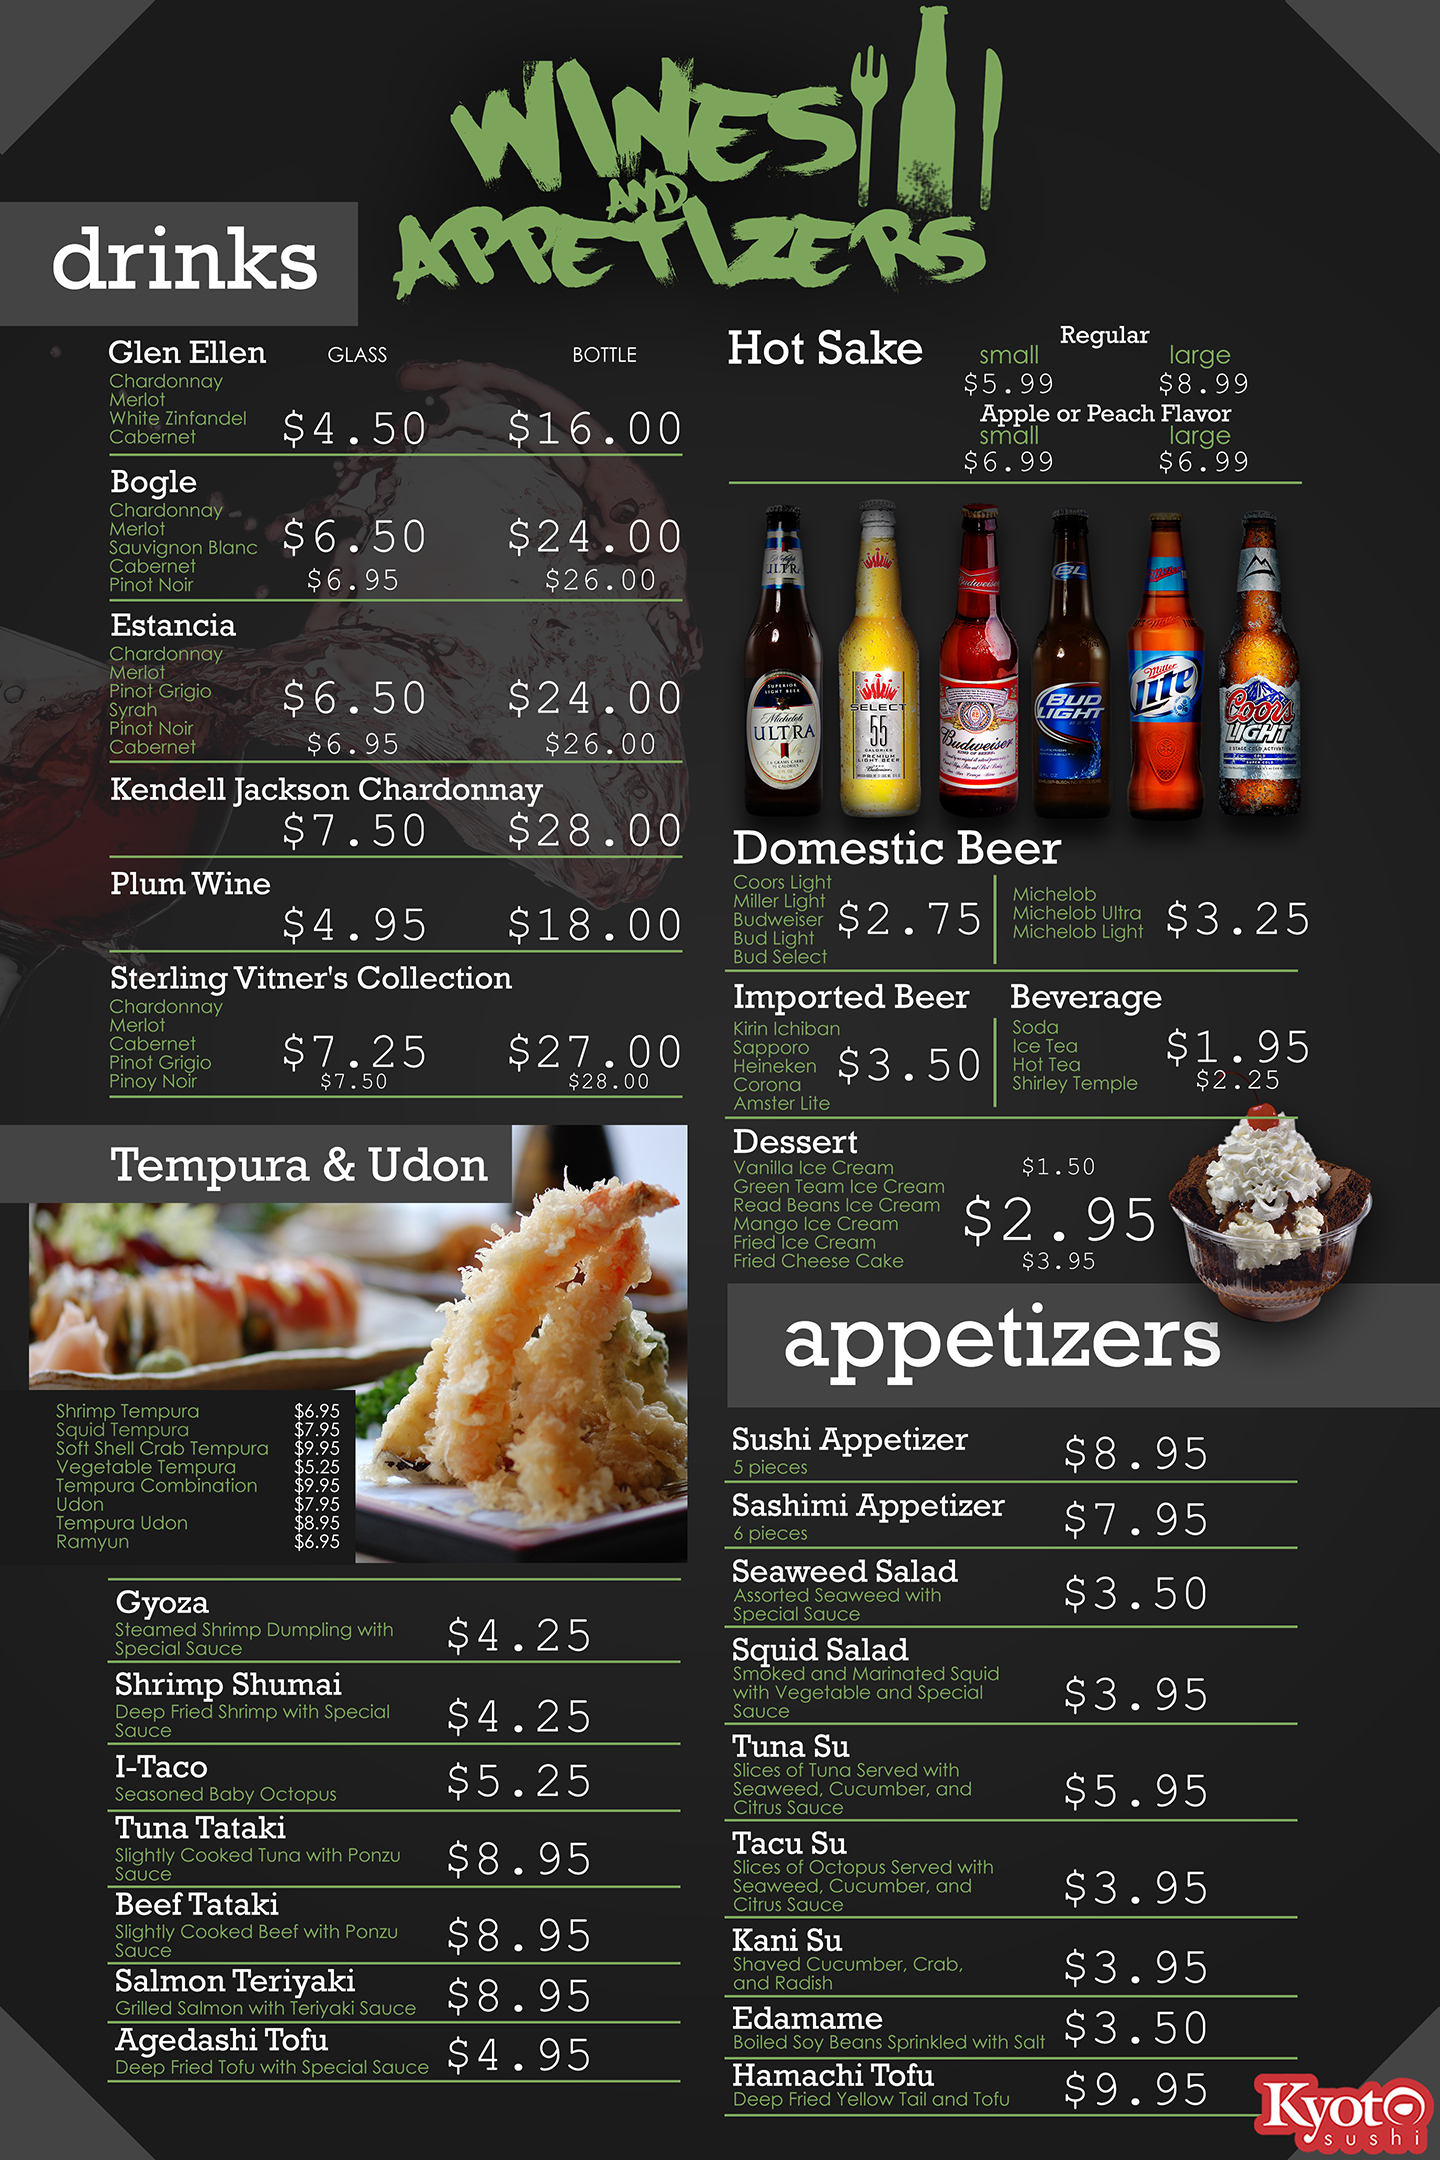 WINES
AND
APPETIZERS
drinks
Glen Ellen GLASS BOTTLE
Chardonnay
Merlot
White Zinfandel
Cabernet
$4.50 $16.00
Bogle
Chardonnay
Merlot
Sauvignon Blanc
Cabernet
Pinot Noir
$6.50 $24.00
$6.95 $26.00
Estancia
Chardonnay
Merlot
Pinot Grigio
Syrah
Pinot Noir
Cabernet
$6.50 $24.00
$6.95 $26.00
Kendell Jackson Chardonnay
$7.50 $28.00
Plum Wine
$4.95 $18.00
Sterling Vitner's Collection
Chardonnay
Merlot
Cabernet
Pinot Grigio
Pinoy Noir
$7.25 $27.00
$7.50 $28.00
Tempura & Udon
Shrimp Tempura $6.95
Squid Tempura $7.95
Soft Shell Crab Tempura $9.95
Vegetable Tempura $5.25
Tempura Combination $9.95
Udon $7.95
Tempura Udon $8.95
Ramyun $6.95
Gyoza
Steamed Shrimp Dumpling with
Special Sauce
$4.25
Shrimp Shumai
Deep Fried Shrimp with Special
Sauce
$4.25
I-Taco
Seasoned Baby Octopus
$5.25
Tuna Tataki
Slightly Cooked Tuna with Ponzu
Sauce
$8.95
Beef Tataki
Slightly Cooked Beef with Ponzu
Sauce
$8.95
Salmon Teriyaki
Grilled Salmon with Teriyaki Sauce
$8.95
Agedashi Tofu
Deep Fried Tofu with Special Sauce
$4.95
Hot Sake
Regular
small large
$5.99 $8.99
Apple or Peach Flavor
small large
$6.99 $6.99
ULTRA
SUPERIOR
LIGHT BEER
Michelob
ULTRA
SELECT
55
CALORIES
PREMIUM
LIGHT BEER
Budweiser
Budweiser
BL
BUD
LIGHT
Miller
Lite
Coors
LIGHT
Domestic Beer
Coors Light
Miller Light
Budweiser
Bud Light
Bud Select
$2.75
Michelob
Michelob Ultra
Michelob Light
$3.25
Imported Beer
Kirin Ichiban
Sapporo
Heineken
Corona
Amster Lite
$3.50
Beverage
Soda
Ice Tea
Hot Tea
Shirley Temple
$1.95
$2.25
Dessert
Vanilla Ice Cream
Green Team Ice Cream
Read Beans Ice Cream
Mango Ice Cream
Fried Ice Cream
Fried Cheese Cake
$1.50
$2.95
$3.95
appetizers
Sushi Appetizer
5 pieces
$8.95
Sashimi Appetizer
6 pieces
$7.95
Seaweed Salad
Assorted Seaweed with
Special Sauce
$3.50
Squid Salad
Smoked and Marinated Squid
with Vegetable and Special
Sauce
$3.95
Tuna Su
Slices of Tuna Served with
Seaweed, Cucumber, and
Citrus Sauce
$5.95
Tacu Su
Slices of Octopus Served with
Seaweed, Cucumber, and
Citrus Sauce
$3.95
Kani Su
Shaved Cucumber, Crab,
and Radish
$3.95
Edamame
Boiled Soy Beans Sprinkled with Salt
$3.50
Hamachi Tofu
Deep Fried Yellow Tail and Tofu
$9.95
Kyoto
sushi